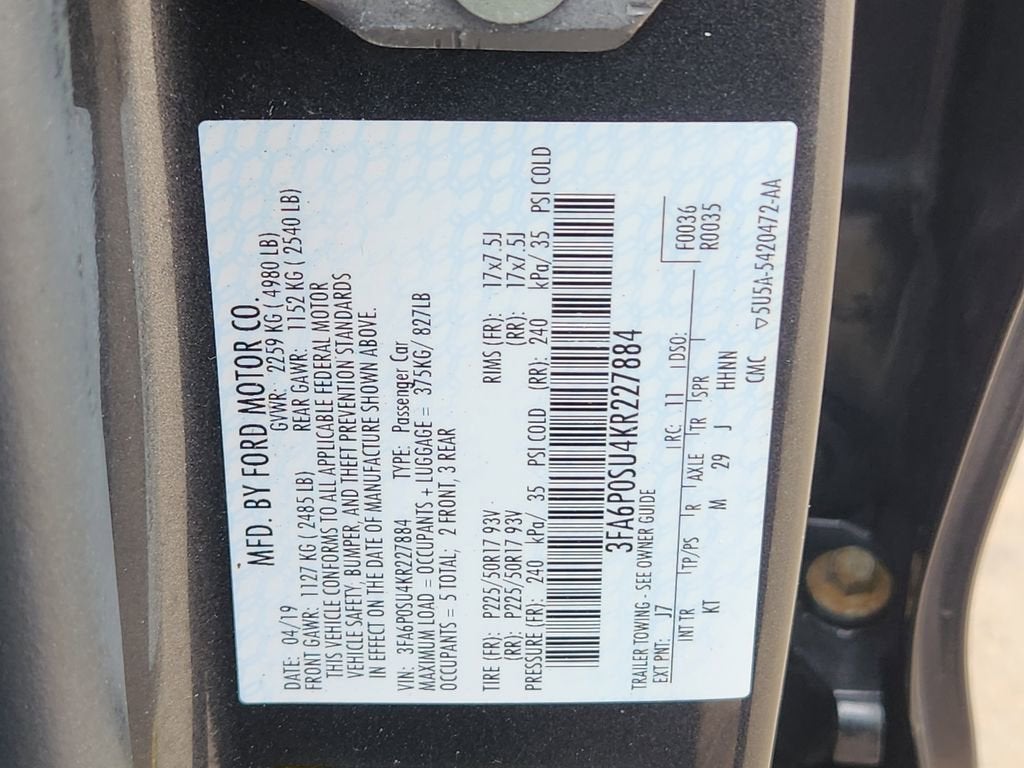 MFD. BY FORD MOTOR CO.
DATE: 04/19 GVWR: 2259 KG ( 4980 LB)
FRONT GAWR: 1127 KG ( 2485 LB) REAR GAWR: 1152 KG ( 2540 LB)
THIS VEHICLE CONFORMS TO ALL APPLICABLE FEDERAL MOTOR
VEHICLE SAFETY, BUMPER, AND THEFT PREVENTION STANDARDS
IN EFFECT ON THE DATE OF MANUFACTURE SHOWN ABOVE.
VIN: 3FA6P0SU4KR227884 TYPE: Passenger Car
MAXIMUM LOAD = OCCUPANTS + LUGGAGE = 375KG/ 827LB
OCCUPANTS = 5 TOTAL; 2 FRONT, 3 REAR
TIRE (FR): P225/50R17 93V RIMS (FR): 17x7.5J
(RR): P225/50R17 93V (RR): 17x7.5J
PRESSURE (FR): 240 kPa/ 35 PSI COLD (RR): 240 kPa/ 35 PSI COLD
3FA6P0SU4KR227884
TRAILER TOWING - SEE OWNER GUIDE
EXT PNT: J7 RC: 11 DSO: F0036
R0035
INT TR TP/PS R AXLE TR SPR
KT M 29 J HHNN
CMC ▽5U5A-5420472-AA